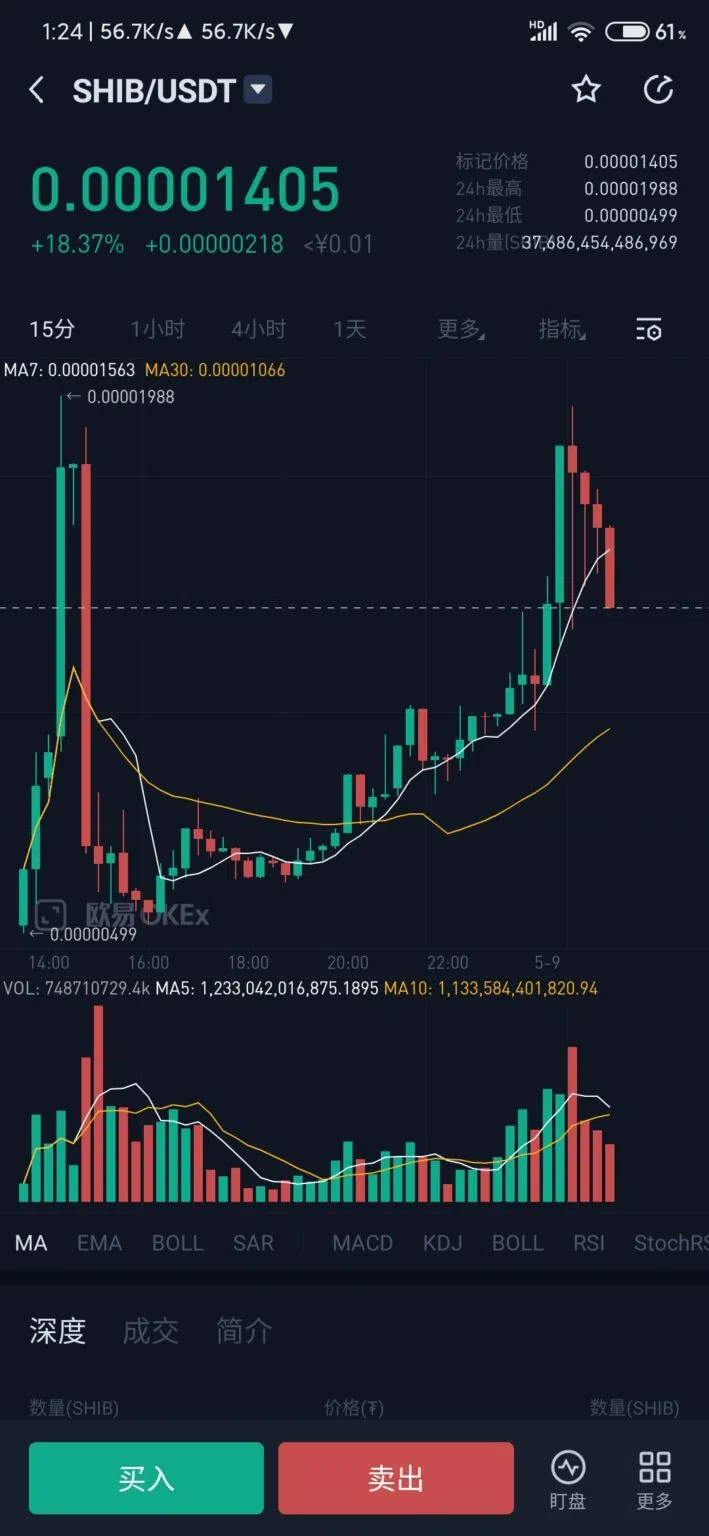 1:24 | 56.7K/s▲ 56.7K/s▼ HD 61%
SHIB/USDT
0.00001405
+18.37% +0.00000218 <¥0.01
标记价格 0.00001405
24h最高 0.00001988
24h最低 0.00000499
24h量(SHIB) 37,686,454,486,969
15分 1小时 4小时 1天 更多 指标
MA7: 0.00001563 MA30: 0.00001066
← 0.00001988
欧易 OKEx
← 0.00000499
14:00 16:00 18:00 20:00 22:00 5-9
VOL: 748710729.4k MA5: 1,233,042,016,875.1895 MA10: 1,133,584,401,820.94
MA EMA BOLL SAR MACD KDJ BOLL RSI StochRS
深度 成交 简介
数量(SHIB) 价格(₮) 数量(SHIB)
买入 卖出 盯盘 更多